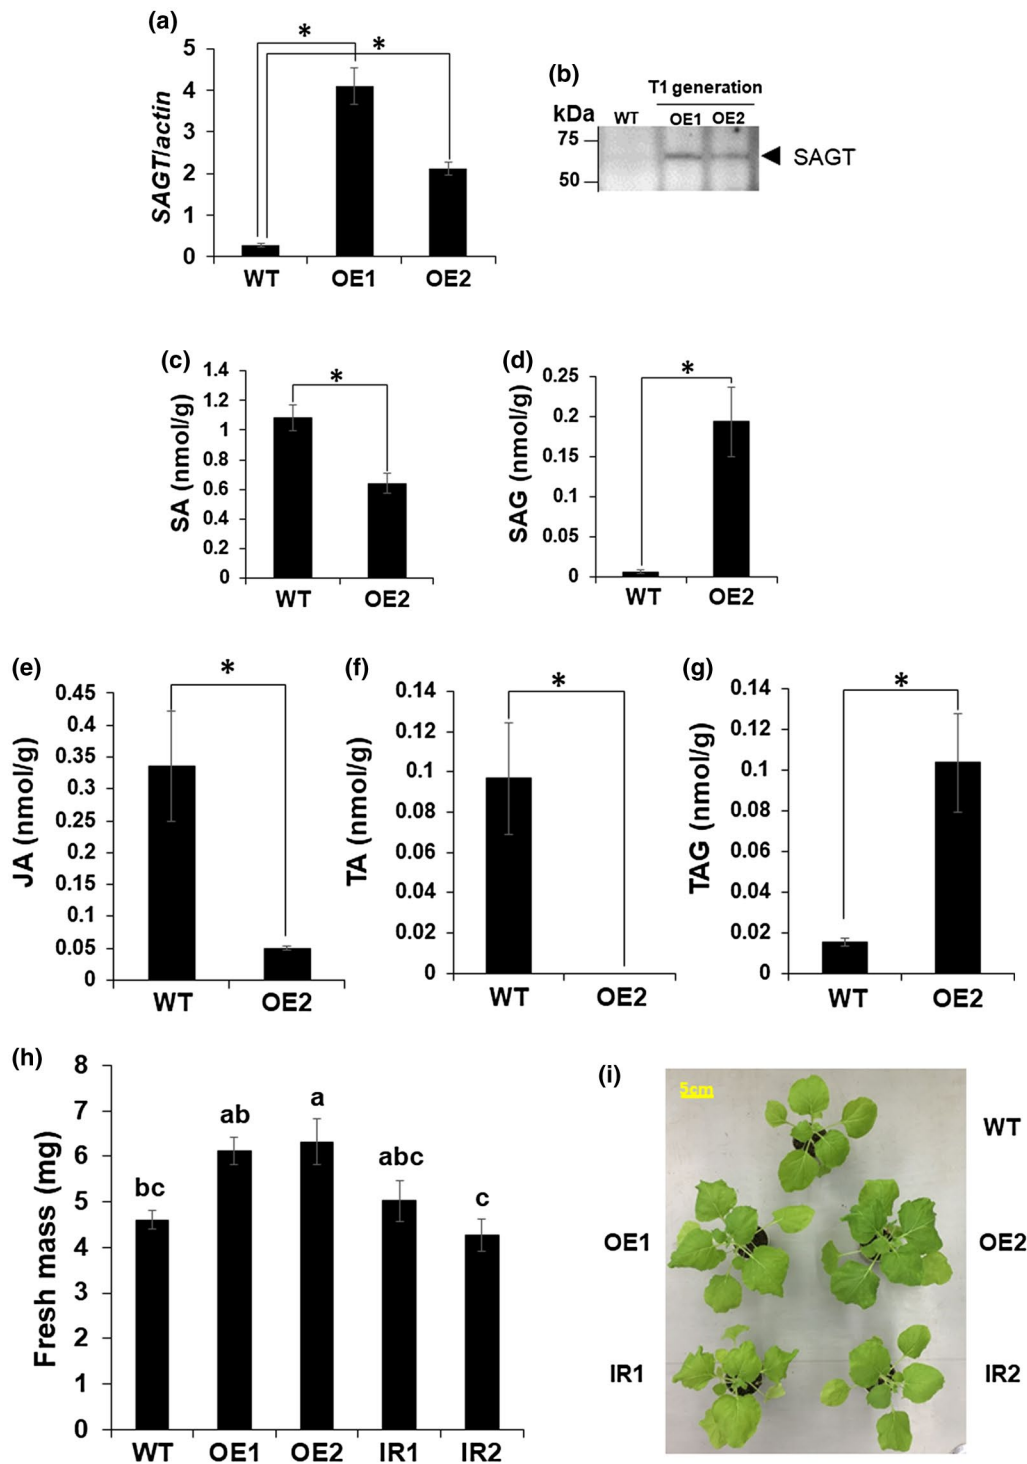 (a)
SAGT/actin
5
4
3
2
1
0
*
*
WT OE1 OE2
(b)
T1 generation
kDa WT OE1 OE2
75
50
SAGT
(c)
SA (nmol/g)
1.4
1.2
1
0.8
0.6
0.4
0.2
0
*
WT OE2
(d)
SAG (nmol/g)
0.25
0.2
0.15
0.1
0.05
0
*
WT OE2
(e)
JA (nmol/g)
0.45
0.4
0.35
0.3
0.25
0.2
0.15
0.1
0.05
0
*
WT OE2
(f)
TA (nmol/g)
0.14
0.12
0.1
0.08
0.06
0.04
0.02
0
*
WT OE2
(g)
TAG (nmol/g)
0.14
0.12
0.1
0.08
0.06
0.04
0.02
0
*
WT OE2
(h)
Fresh mass (mg)
8
7
6
5
4
3
2
1
0
bc ab a abc c
WT OE1 OE2 IR1 IR2
(i)
5cm
WT
OE1 OE2
IR1 IR2